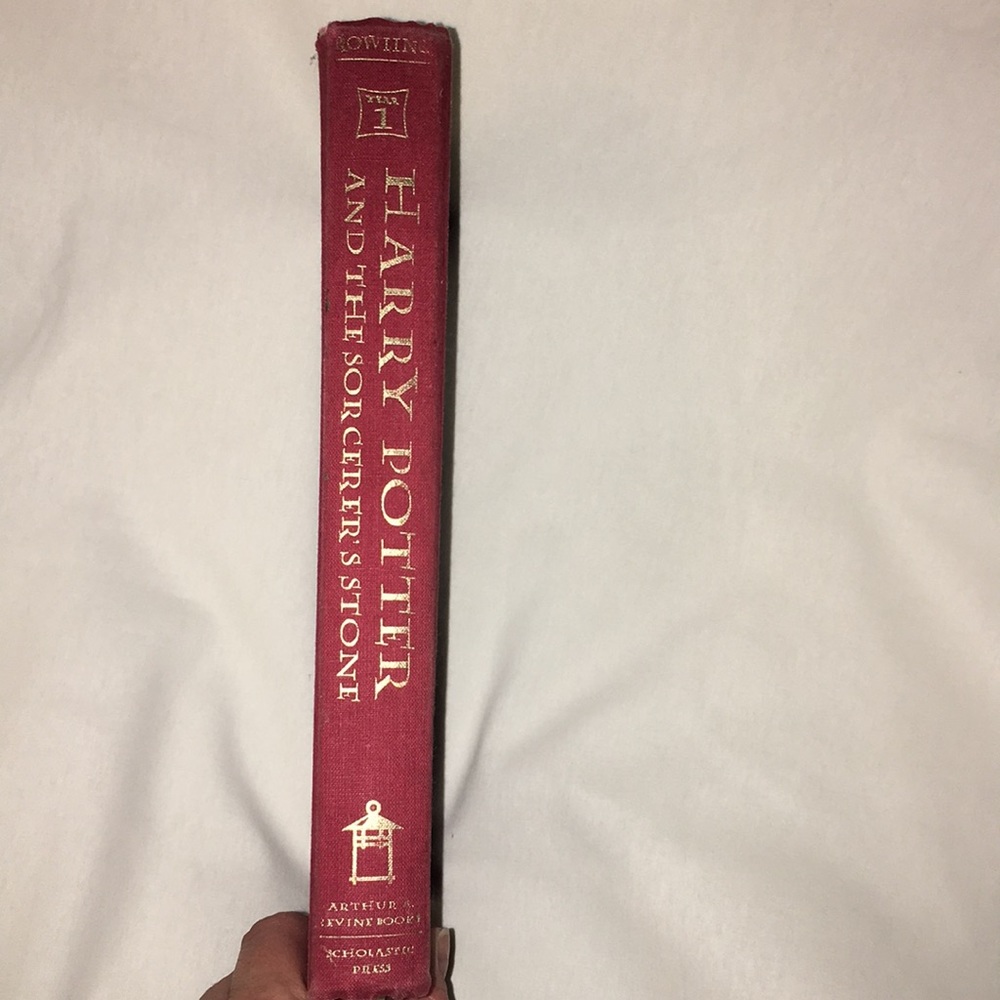 ROWLING
YEAR
1
HARRY POTTER
AND THE SORCERER'S STONE
ARTHUR A.
LEVINE BOOKS
SCHOLASTIC
PRESS